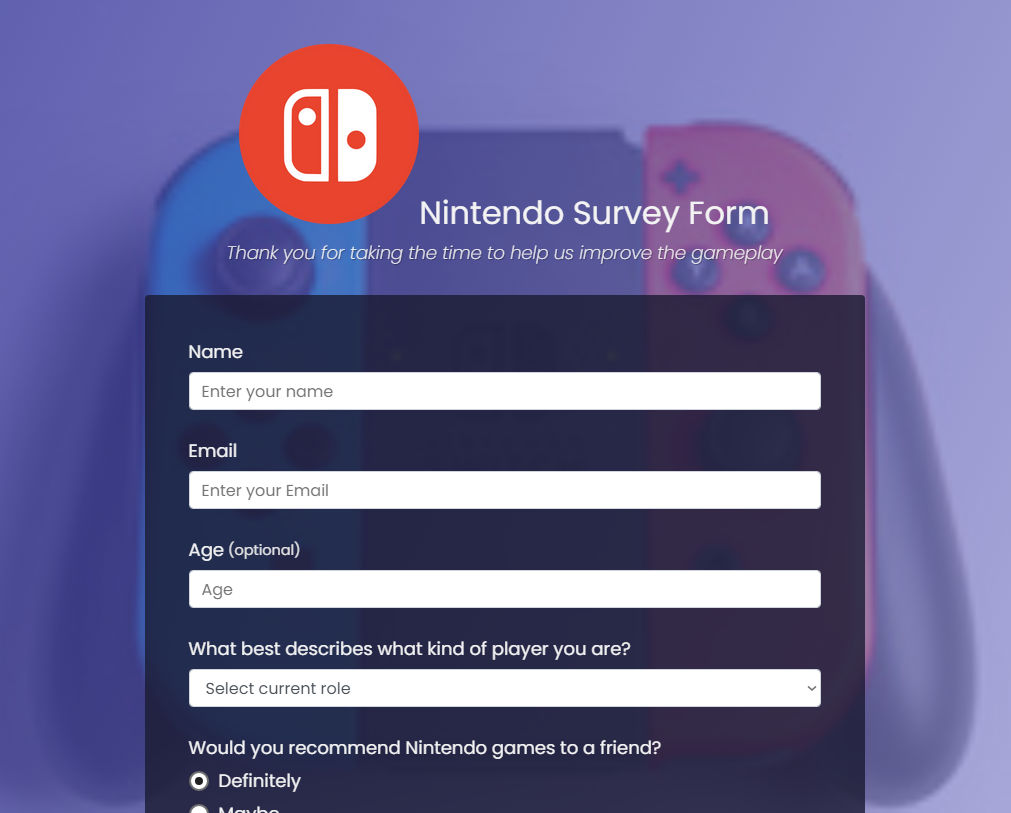 Nintendo Survey Form
Thank you for taking the time to help us improve the gameplay
Name
Enter your name
Email
Enter your Email
Age (optional)
Age
What best describes what kind of player you are?
Select current role
Would you recommend Nintendo games to a friend?
Definitely
Maybe